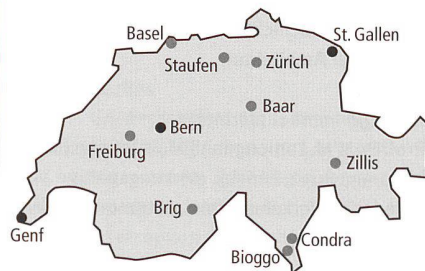 Basel
St. Gallen
Staufen
Zürich
Baar
Bern
Freiburg
Zillis
Brig
Genf
Condra
Bioggo